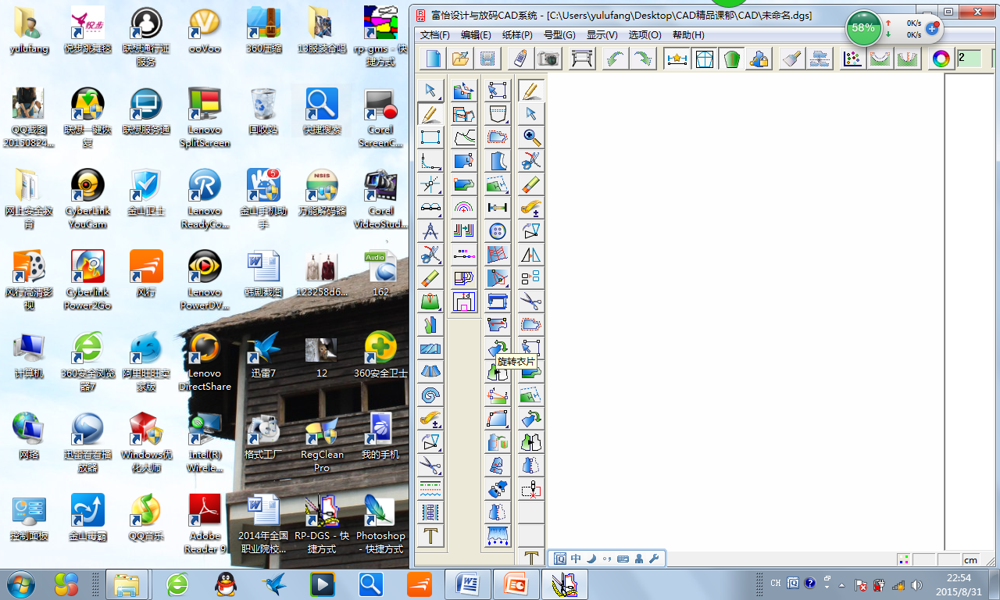 yulufang
悦步跳舞毯
联想通行证服务
ooVoo
360压缩
13服装合唱
rp-gms - 快捷方式
QQ截图
20150824...
联想一键恢复
联想服务通
Lenovo
SplitScreen
回收站
快捷搜索
Corel
ScreenC...
网上安全教育
CyberLink
YouCam
金山卫士
Lenovo
ReadyCo...
5
金山手机助手
NSIS
万能解码器
Corel
VideoStud...
风行高清影视
Cyberlink
Power2Go
风行
Lenovo
PowerDV...
韩刷截图
123258d6...
Audio
162
计算机
360安全浏览器7
阿里旺旺卖家版
Lenovo
DirectShare
迅雷7
12
360安全卫士
网络
迅雷看看播放器
Windows优化大师
Intel(R)
Wirele...
格式工厂
RegClean
Pro
我的手机
控制面板
金山毒霸
QQ音乐
Adobe
Reader 9
2014年全国
职业院校...
RP-DGS - 快捷方式
Photoshop
- 快捷方式
富怡设计与放码CAD系统 - [C:\Users\yulufang\Desktop\CAD精品课郁\CAD\未命名.dgs]
文档(F) 编辑(E) 纸样(P) 号型(G) 显示(V) 选项(O) 帮助(H)
58%
0K/s
0K/s
2
旋转衣片
中
cm
CH
22:54
2015/8/31